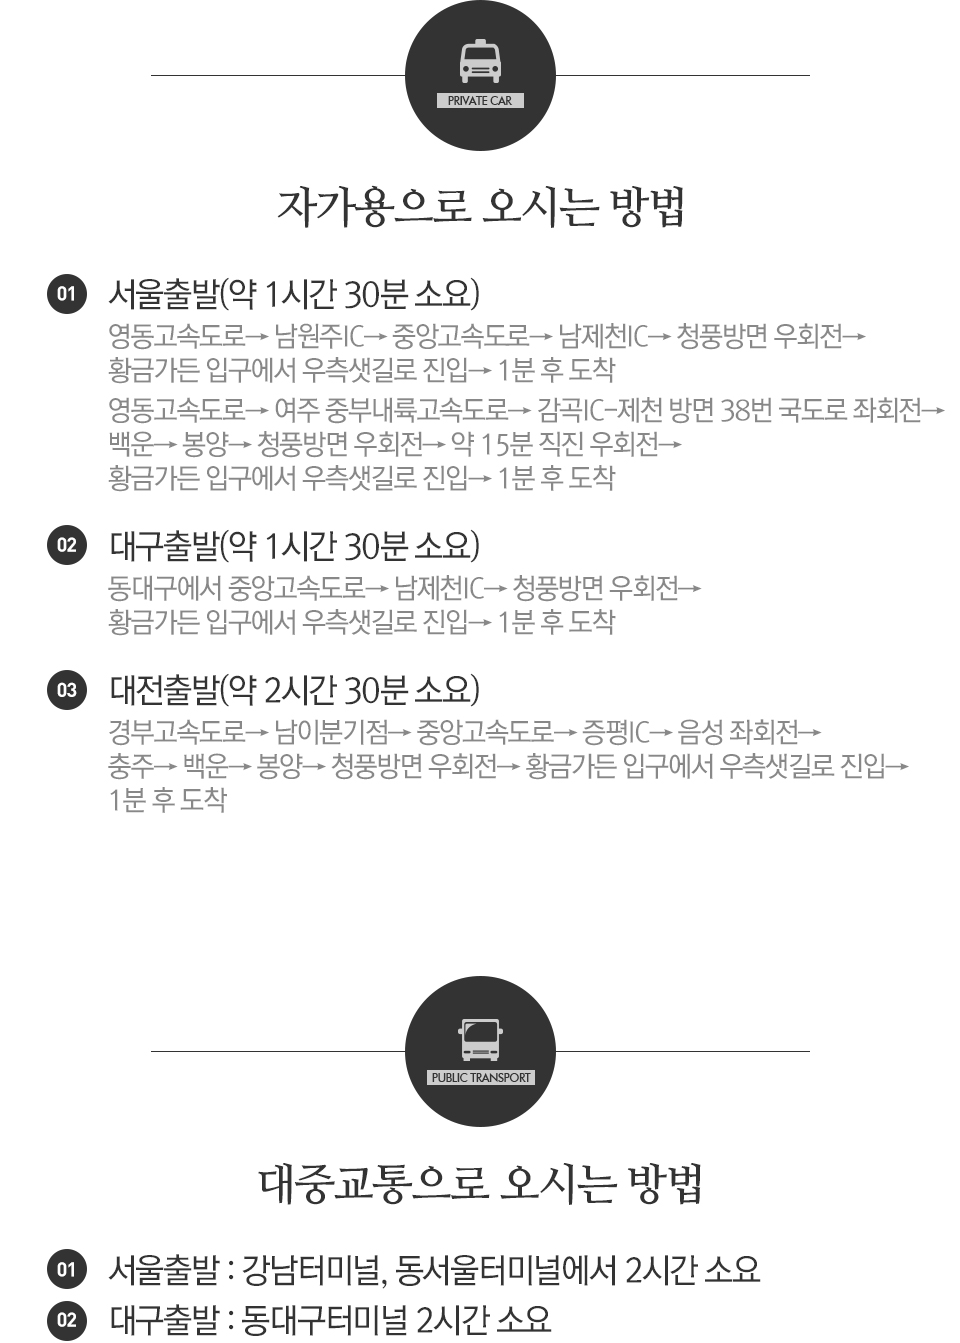 PRIVATE CAR
자가용으로 오시는 방법
01 서울출발(약 1시간 30분 소요)
영동고속도로→ 남원주IC→ 중앙고속도로→ 남제천IC→ 청풍방면 우회전→
황금가든 입구에서 우측샛길로 진입→ 1분 후 도착
영동고속도로→ 여주 중부내륙고속도로→ 감곡IC-제천 방면 38번 국도로 좌회전→
백운→ 봉양→ 청풍방면 우회전→ 약 15분 직진 우회전→
황금가든 입구에서 우측샛길로 진입→ 1분 후 도착
02 대구출발(약 1시간 30분 소요)
동대구에서 중앙고속도로→ 남제천IC→ 청풍방면 우회전→
황금가든 입구에서 우측샛길로 진입→ 1분 후 도착
03 대전출발(약 2시간 30분 소요)
경부고속도로→ 남이분기점→ 중앙고속도로→ 증평IC→ 음성 좌회전→
충주→ 백운→ 봉양→ 청풍방면 우회전→ 황금가든 입구에서 우측샛길로 진입→
1분 후 도착
PUBLIC TRANSPORT
대중교통으로 오시는 방법
01 서울출발 : 강남터미널, 동서울터미널에서 2시간 소요
02 대구출발 : 동대구터미널 2시간 소요